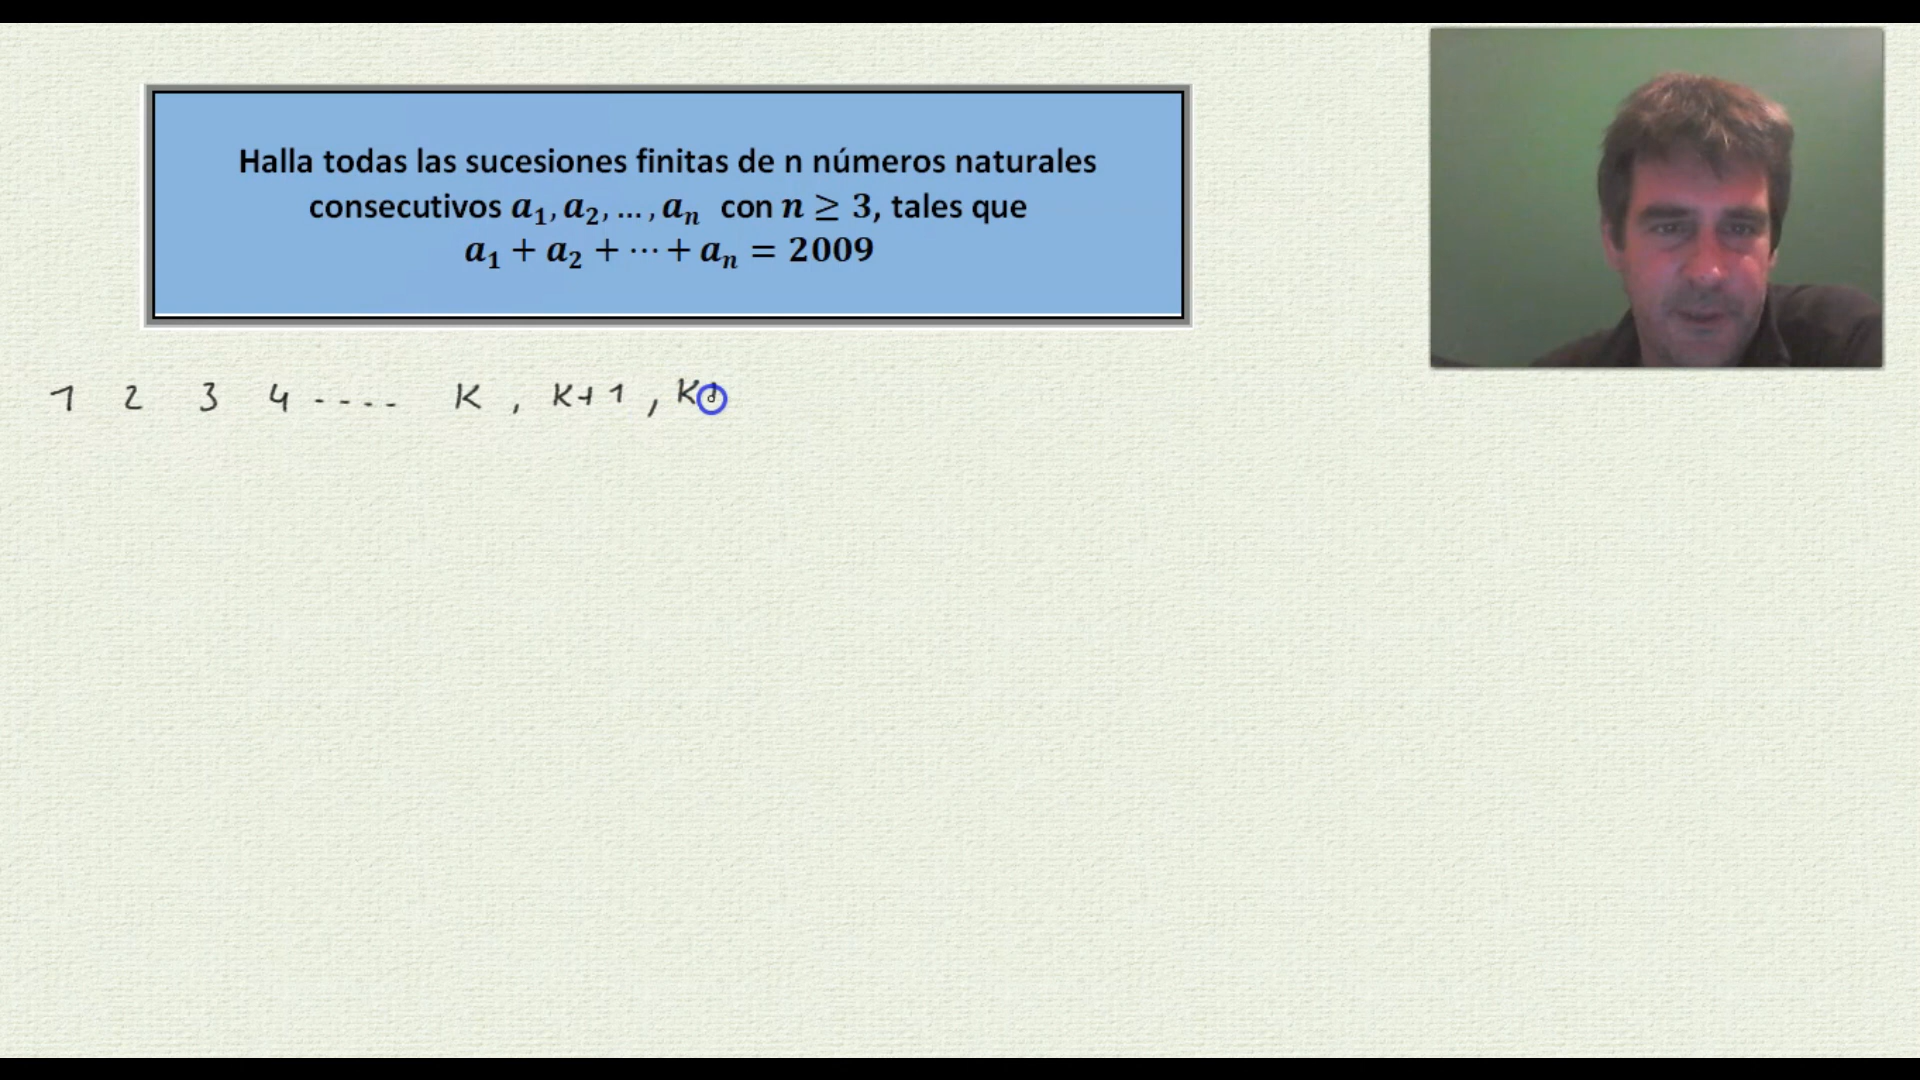 Halla todas las sucesiones finitas de n números naturales
consecutivos a₁, a₂, ... , aₙ con n ≥ 3, tales que
a₁ + a₂ + ⋯ + aₙ = 2009
1 2 3 4 ---- K , K+1 , K+